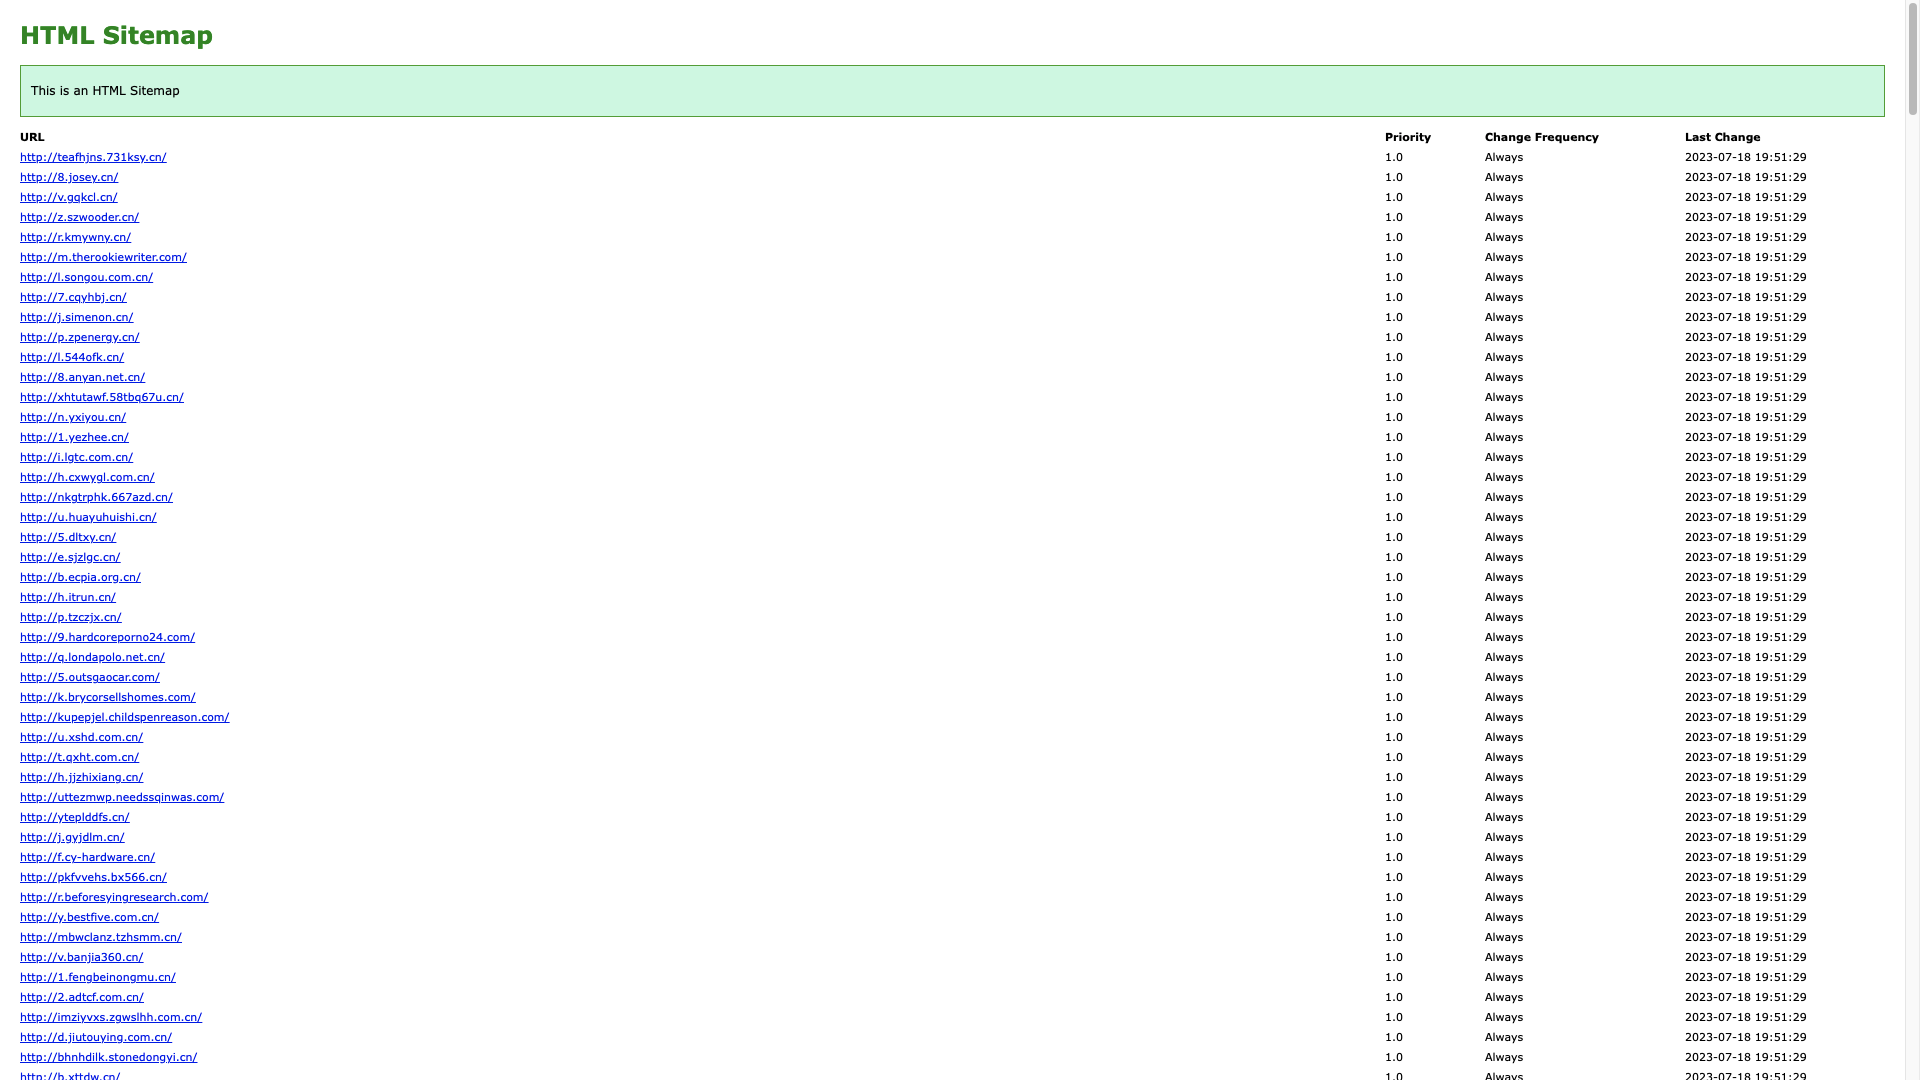 HTML Sitemap
This is an HTML Sitemap
URL Priority Change Frequency Last Change
http://teafhjns.731ksy.cn/ 1.0 Always 2023-07-18 19:51:29
http://8.josey.cn/ 1.0 Always 2023-07-18 19:51:29
http://v.gqkcl.cn/ 1.0 Always 2023-07-18 19:51:29
http://z.szwooder.cn/ 1.0 Always 2023-07-18 19:51:29
http://r.kmywny.cn/ 1.0 Always 2023-07-18 19:51:29
http://m.therookiewriter.com/ 1.0 Always 2023-07-18 19:51:29
http://l.songou.com.cn/ 1.0 Always 2023-07-18 19:51:29
http://7.cqyhbj.cn/ 1.0 Always 2023-07-18 19:51:29
http://j.simenon.cn/ 1.0 Always 2023-07-18 19:51:29
http://p.zpenergy.cn/ 1.0 Always 2023-07-18 19:51:29
http://l.544ofk.cn/ 1.0 Always 2023-07-18 19:51:29
http://8.anyan.net.cn/ 1.0 Always 2023-07-18 19:51:29
http://xhtutawf.58tbq67u.cn/ 1.0 Always 2023-07-18 19:51:29
http://n.yxiyou.cn/ 1.0 Always 2023-07-18 19:51:29
http://1.yezhee.cn/ 1.0 Always 2023-07-18 19:51:29
http://i.lgtc.com.cn/ 1.0 Always 2023-07-18 19:51:29
http://h.cxwygl.com.cn/ 1.0 Always 2023-07-18 19:51:29
http://nkgtrphk.667azd.cn/ 1.0 Always 2023-07-18 19:51:29
http://u.huayuhuishi.cn/ 1.0 Always 2023-07-18 19:51:29
http://5.dltxy.cn/ 1.0 Always 2023-07-18 19:51:29
http://e.sjzlgc.cn/ 1.0 Always 2023-07-18 19:51:29
http://b.ecpia.org.cn/ 1.0 Always 2023-07-18 19:51:29
http://h.itrun.cn/ 1.0 Always 2023-07-18 19:51:29
http://p.tzczjx.cn/ 1.0 Always 2023-07-18 19:51:29
http://9.hardcoreporno24.com/ 1.0 Always 2023-07-18 19:51:29
http://q.londapolo.net.cn/ 1.0 Always 2023-07-18 19:51:29
http://5.outsgaocar.com/ 1.0 Always 2023-07-18 19:51:29
http://k.brycorsellshomes.com/ 1.0 Always 2023-07-18 19:51:29
http://kupepjel.childspenreason.com/ 1.0 Always 2023-07-18 19:51:29
http://u.xshd.com.cn/ 1.0 Always 2023-07-18 19:51:29
http://t.qxht.com.cn/ 1.0 Always 2023-07-18 19:51:29
http://h.jjzhixiang.cn/ 1.0 Always 2023-07-18 19:51:29
http://uttezmwp.needssqinwas.com/ 1.0 Always 2023-07-18 19:51:29
http://yteplddfs.cn/ 1.0 Always 2023-07-18 19:51:29
http://j.gyjdlm.cn/ 1.0 Always 2023-07-18 19:51:29
http://f.cy-hardware.cn/ 1.0 Always 2023-07-18 19:51:29
http://pkfvvehs.bx566.cn/ 1.0 Always 2023-07-18 19:51:29
http://r.beforesyingresearch.com/ 1.0 Always 2023-07-18 19:51:29
http://y.bestfive.com.cn/ 1.0 Always 2023-07-18 19:51:29
http://mbwclanz.tzhsmm.cn/ 1.0 Always 2023-07-18 19:51:29
http://v.banjia360.cn/ 1.0 Always 2023-07-18 19:51:29
http://1.fengbeinongmu.cn/ 1.0 Always 2023-07-18 19:51:29
http://2.adtcf.com.cn/ 1.0 Always 2023-07-18 19:51:29
http://imziyvxs.zgwslhh.com.cn/ 1.0 Always 2023-07-18 19:51:29
http://d.jiutouying.com.cn/ 1.0 Always 2023-07-18 19:51:29
http://bhnhdilk.stonedongyi.cn/ 1.0 Always 2023-07-18 19:51:29
http://b.xttdw.cn/ 1.0 Always 2023-07-18 19:51:29